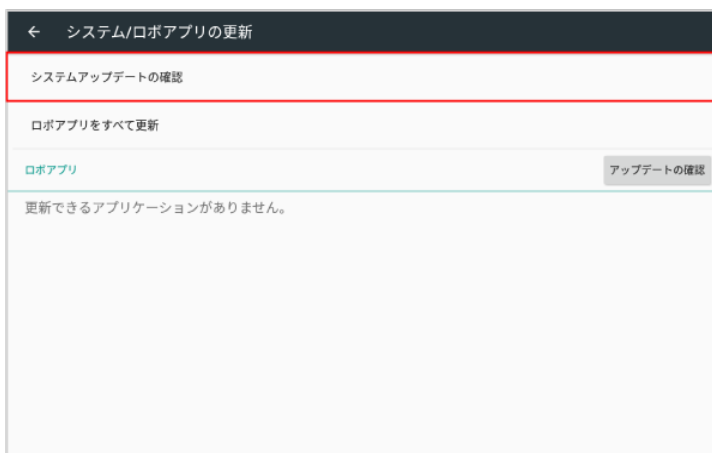 ← システム/ロボアプリの更新
システムアップデートの確認
ロボアプリをすべて更新
ロボアプリ アップデートの確認
更新できるアプリケーションがありません。